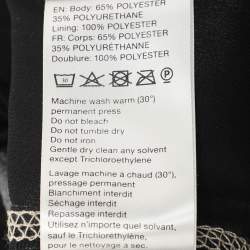 EN: Body: 65% POLYESTER
35% POLYURETHANE
Lining: 100% POLYESTER
FR: Corps: 65% POLYESTER
35% POLYURETHANNE
Doublure: 100% POLYESTER
30
Machine wash warm (30°)
permanent press
Do not bleach
Do not tumble dry
Do not iron
Gentle dry clean any solvent
except Trichloroethylene
Lavage machine a chaud (30°),
pressage permanent
Blanchiment interdit
Séchage interdit
Repassage interdit
Utilisez n'importe quel solvant,
sauf le Trichloréthylène,
pour le nettoyage a sec.